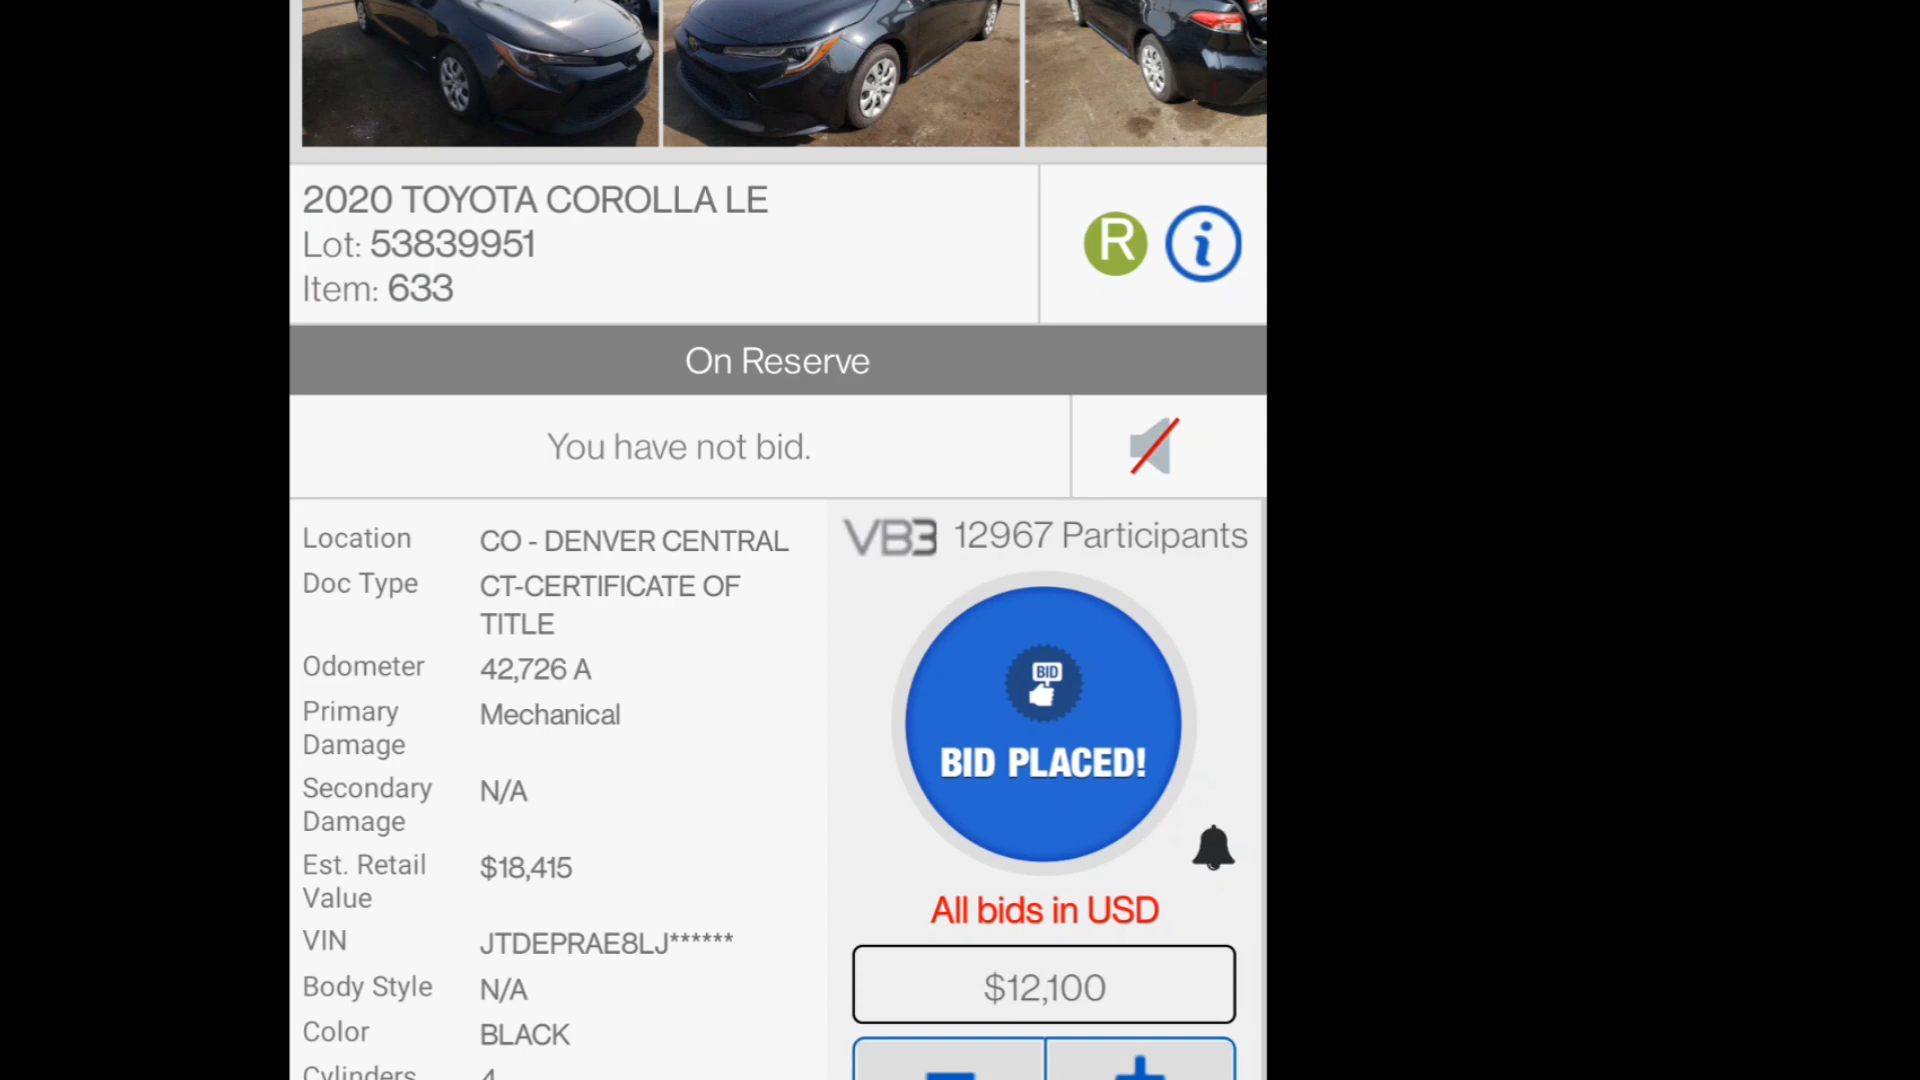 2020 TOYOTA COROLLA LE
Lot: 53839951
Item: 633
R i
On Reserve
You have not bid.
Location CO - DENVER CENTRAL
Doc Type CT-CERTIFICATE OF
TITLE
Odometer 42,726 A
Primary
Damage Mechanical
Secondary
Damage N/A
Est. Retail
Value $18,415
VIN JTDEPRAE8LJ******
Body Style N/A
Color BLACK
Cylinders 4
VB3 12967 Participants
BID
BID PLACED!
All bids in USD
$12,100
- +